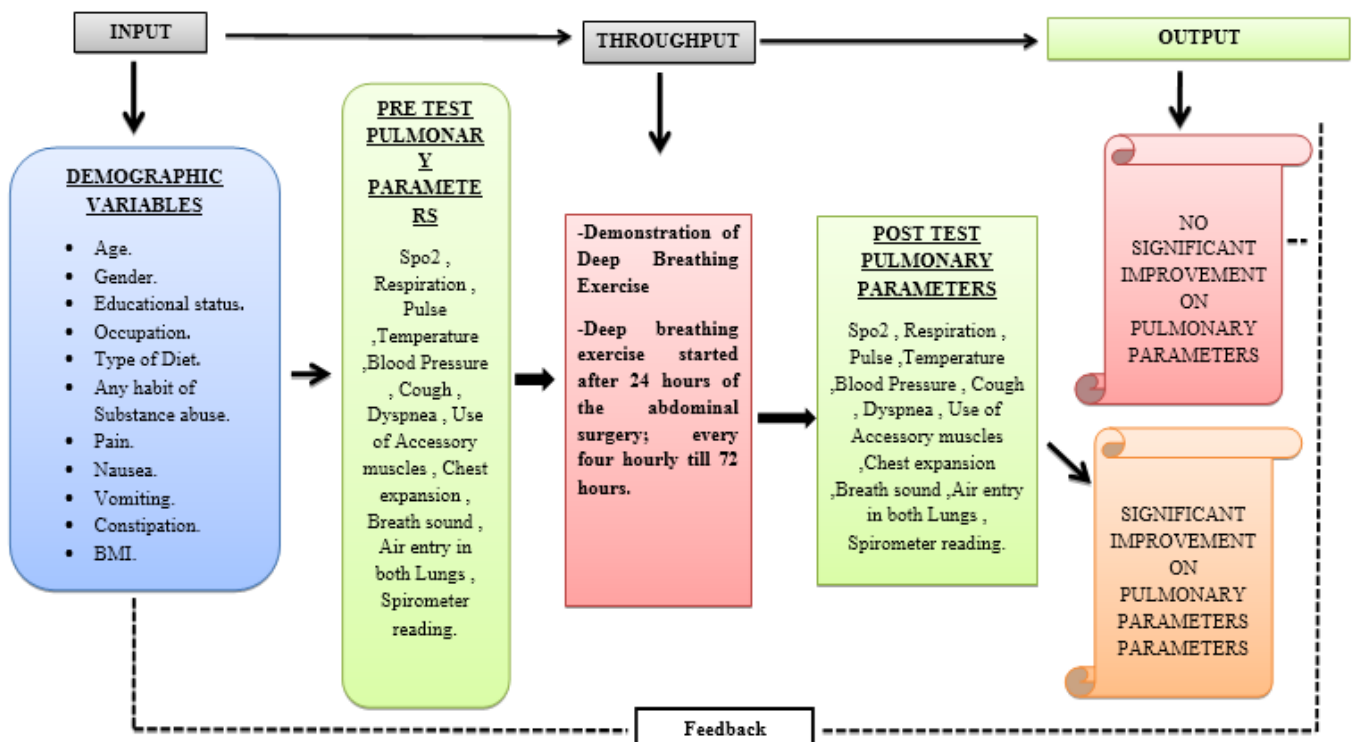 INPUT
THROUGHPUT
OUTPUT
DEMOGRAPHIC
VARIABLES
• Age.
• Gender.
• Educational status.
• Occupation.
• Type of Diet.
• Any habit of
Substance abuse.
• Pain.
• Nausea.
• Vomiting.
• Constipation.
• BMI.
PRE TEST
PULMONAR
Y
PARAMETE
RS
Spo2 ,
Respiration ,
Pulse
,Temperature
,Blood Pressure
, Cough ,
Dyspnea , Use
of Accessory
muscles , Chest
expansion ,
Breath sound ,
Air entry in
both Lungs ,
Spirometer
reading.
-Demonstration of
Deep Breathing
Exercise
-Deep breathing
exercise started
after 24 hours of
the abdominal
surgery; every
four hourly till 72
hours.
POST TEST
PULMONARY
PARAMETERS
Spo2 , Respiration ,
Pulse ,Temperature
,Blood Pressure , Cough
, Dyspnea , Use of
Accessory muscles
,Chest expansion
,Breath sound ,Air entry
in both Lungs ,
Spirometer reading.
NO
SIGNIFICANT
IMPROVEMENT
ON
PULMONARY
PARAMETERS
SIGNIFICANT
IMPROVEMENT
ON
PULMONARY
PARAMETERS
PARAMETERS
Feedback